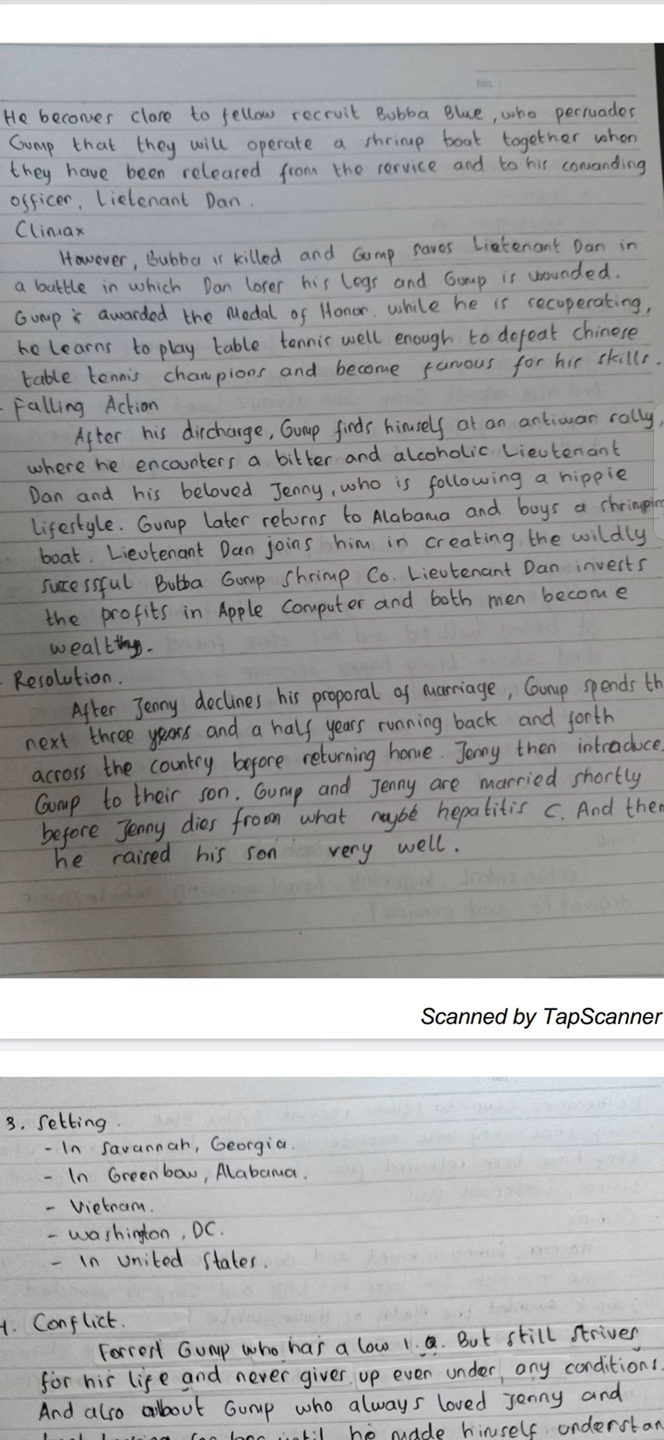 No :
He becomes close to fellow recruit Bubba Blue, who persuades
Gump that they will operate a shrimp boat together when
they have been released from the service and to his comanding
officer, Lietenant Dan.
Climax
However, Bubba is killed and Gump saves Lietenant Dan in
a battle in which Dan loses his legs and Gump is wounded.
Gump is awarded the Medal of Honor. while he is recuperating,
he learns to play table tennis well enough to defeat chinese
table tennis champions and become famous for his skills.
- Falling Action
After his discharge, Gump finds himself at an antiwar rally,
where he encounters a bitter and alcoholic Lieutenant
Dan and his beloved Jenny, who is following a hippie
Lifestyle. Gump later returns to Alabama and buys a shrimping
boat. Lieutenant Dan joins him in creating the wildly
successful Bubba Gump Shrimp Co. Lieutenant Dan invests
the profits in Apple Computer and both men become
wealthy.
- Resolution.
After Jenny declines his proposal of marriage, Gump spends th
next three years and a half years running back and forth
across the country before returning home. Jenny then introduce
Gump to their son. Gump and Jenny are married shortly
before Jenny dies from what maybe hepatitis C. And then
he raised his son very well.
Scanned by TapScanner
3. Setting.
- In Savannah, Georgia.
- In Greenbow, Alabama.
- Vietnam.
- Washington, DC.
- In United States.
4. Conflict.
Forrest Gump who has a low I.Q. But still strives
for his life and never gives up even under any conditions.
And also about Gump who always loved Jenny and
for her until he made himself understan